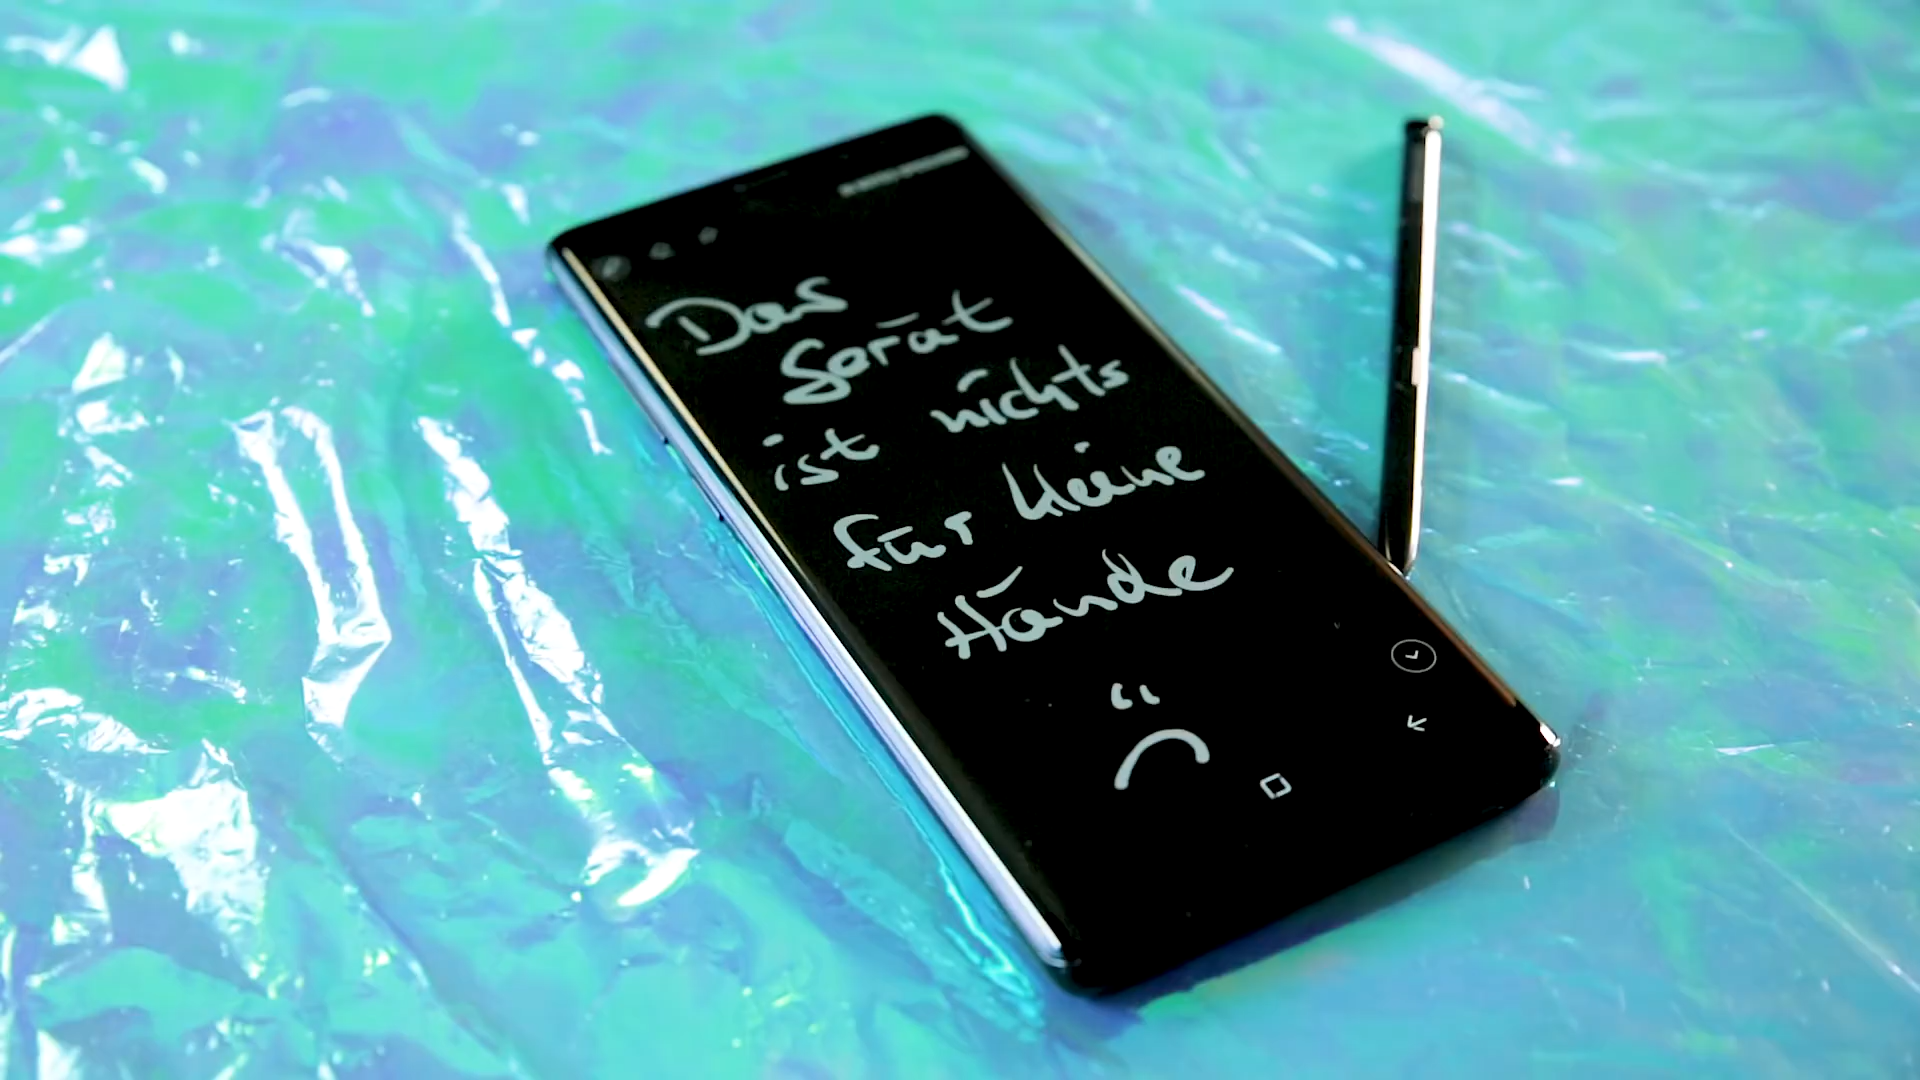 Das
Gerät
ist nichts
für kleine
Hände